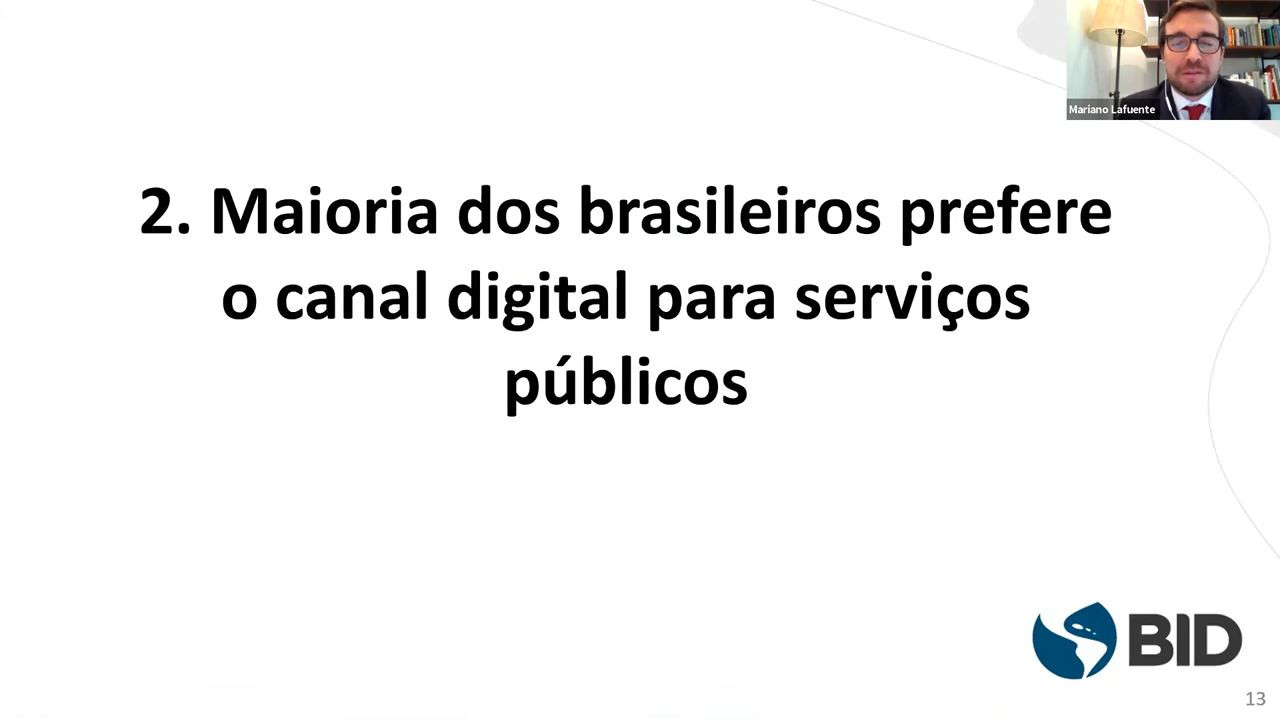 Mariano Lafuente
2. Maioria dos brasileiros prefere
o canal digital para serviços
públicos
BID
13